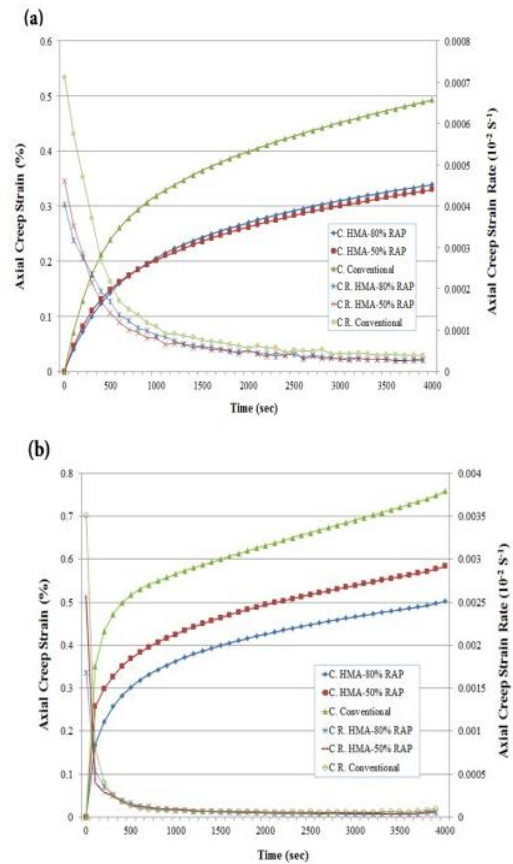 (a)
Axial Creep Strain (%)
0.6
0.5
0.4
0.3
0.2
0.1
0
0.0008
0.0007
0.0006
0.0005
0.0004
0.0003
0.0002
0.0001
0
Axial Creep Strain Rate (10⁻² S⁻¹)
C. HMA-80% RAP
C. HMA-50% RAP
C. Conventional
C R. HMA-80% RAP
C R. HMA-50% RAP
C R. Conventional
0 500 1000 1500 2000 2500 3000 3500 4000
Time (sec)
(b)
Axial Creep Strain (%)
0.8
0.7
0.6
0.5
0.4
0.3
0.2
0.1
0
0.004
0.0035
0.003
0.0025
0.002
0.0015
0.001
0.0005
0
Axial Creep Strain Rate (10⁻² S⁻¹)
C. HMA-80% RAP
C. HMA-50% RAP
C. Conventional
C R. HMA-80% RAP
C R. HMA-50% RAP
C R. Conventional
0 500 1000 1500 2000 2500 3000 3500 4000
Time (sec)